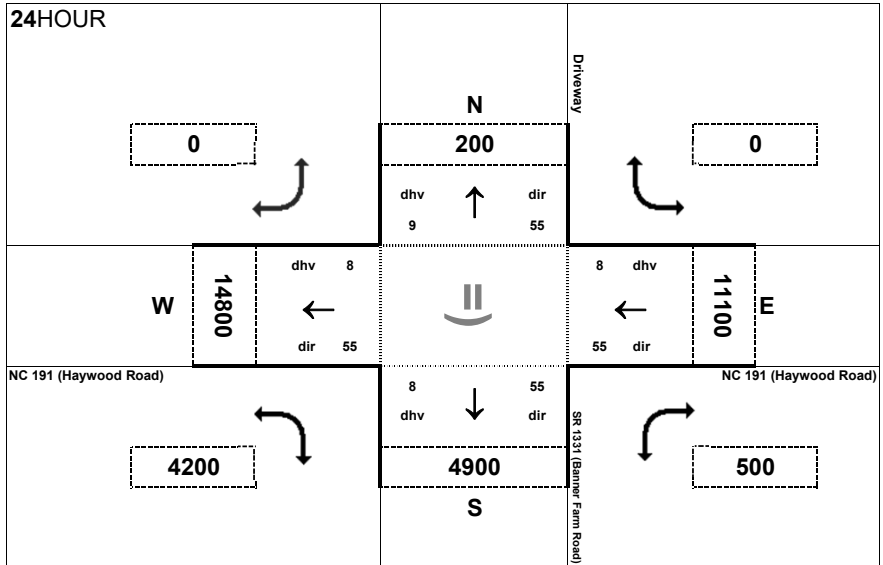 24HOUR
Driveway
N
0
200
0
dhv
dir
9
55
dhv 8
8 dhv
W
14800
11100
E
dir 55
55 dir
NC 191 (Haywood Road)
NC 191 (Haywood Road)
8
55
dhv
dir
SR 1331 (Banner Farm Road)
4200
4900
500
S